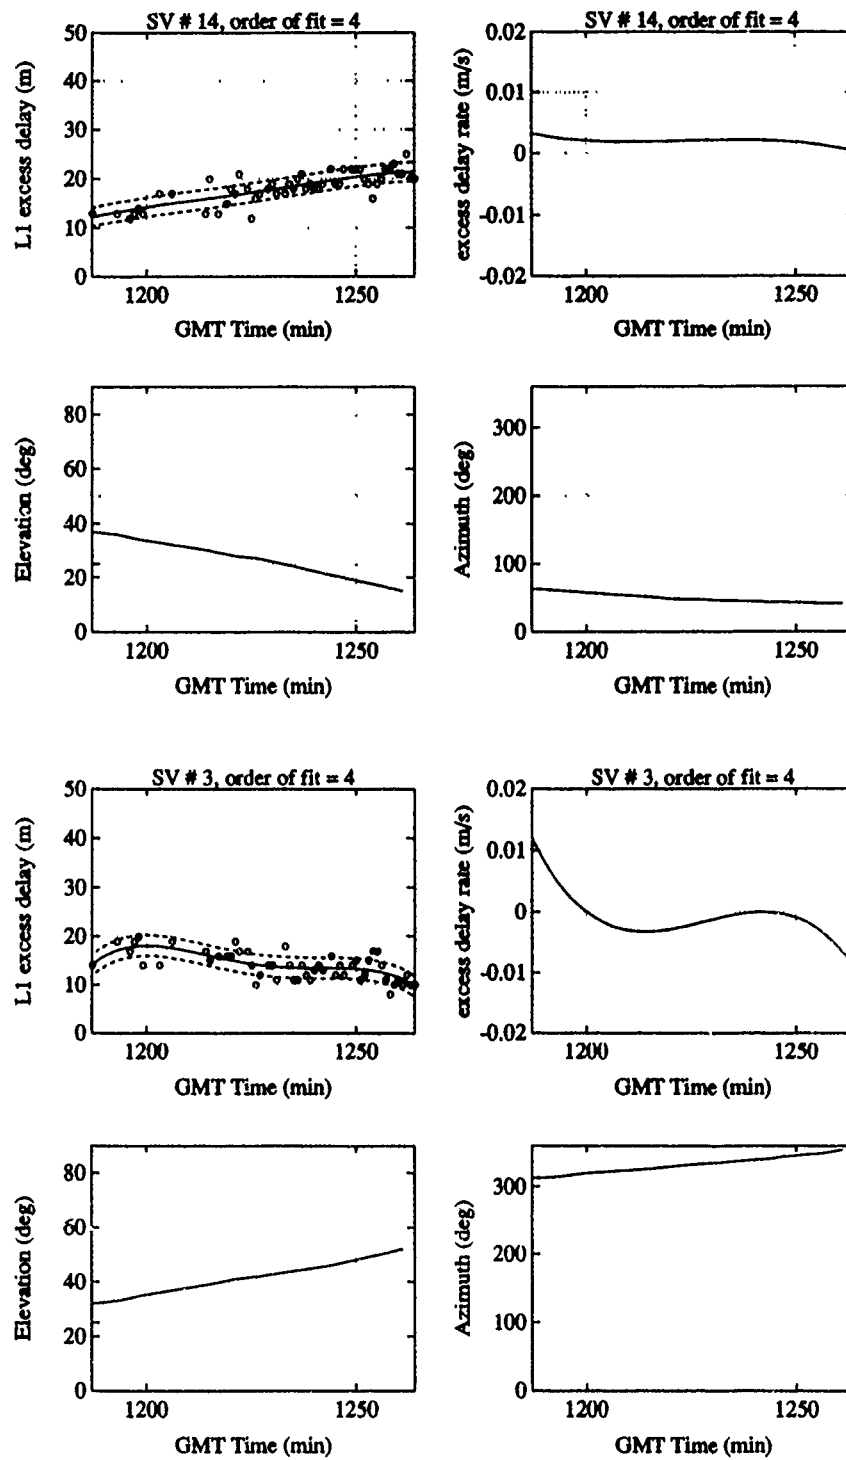 SV # 14, order of fit = 4
L1 excess delay (m)
50
40
30
20
10
0
1200
1250
GMT Time (min)
SV # 14, order of fit = 4
excess delay rate (m/s)
0.02
0.01
0
-0.01
-0.02
1200
1250
GMT Time (min)
Elevation (deg)
80
60
40
20
0
1200
1250
GMT Time (min)
Azimuth (deg)
300
200
100
0
1200
1250
GMT Time (min)
SV # 3, order of fit = 4
L1 excess delay (m)
50
40
30
20
10
0
1200
1250
GMT Time (min)
SV # 3, order of fit = 4
excess delay rate (m/s)
0.02
0.01
0
-0.01
-0.02
1200
1250
GMT Time (min)
Elevation (deg)
80
60
40
20
0
1200
1250
GMT Time (min)
Azimuth (deg)
300
200
100
0
1200
1250
GMT Time (min)